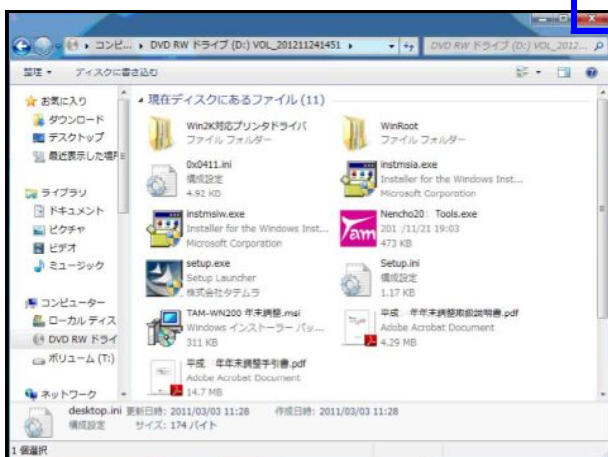 コンピ... ▸ DVD RW ドライブ (D:) VOL_201211241451 ▸
DVD RW ドライブ (D:) VOL_2012...
整理 ▾ ディスクに書き込む
お気に入り
ダウンロード
デスクトップ
最近表示した場所
ライブラリ
ドキュメント
ピクチャ
ビデオ
ミュージック
コンピューター
ローカル ディス
DVD RW ドライ
ボリューム (T:)
ネットワーク
現在ディスクにあるファイル (11)
Win2K対応プリンタドライバ
ファイル フォルダー
WinRoot
ファイル フォルダー
0x0411.ini
構成設定
4.92 KB
instmsia.exe
Installer for the Windows Inst...
Microsoft Corporation
instmsiw.exe
Installer for the Windows Inst...
Microsoft Corporation
Tam
Nencho20 Tools.exe
201 /11/21 19:03
473 KB
setup.exe
Setup Launcher
株式会社タテムラ
Setup.ini
構成設定
1.17 KB
TAM-WN200 年末調整.msi
Windows インストーラー パッ...
311 KB
平成 年年末調整取扱説明書.pdf
Adobe Acrobat Document
4.29 MB
平成 年年末調整手引書.pdf
Adobe Acrobat Document
14.7 MB
desktop.ini 更新日時: 2011/03/03 11:28 作成日時: 2011/03/03 11:28
構成設定 サイズ: 174 バイト
1 個選択